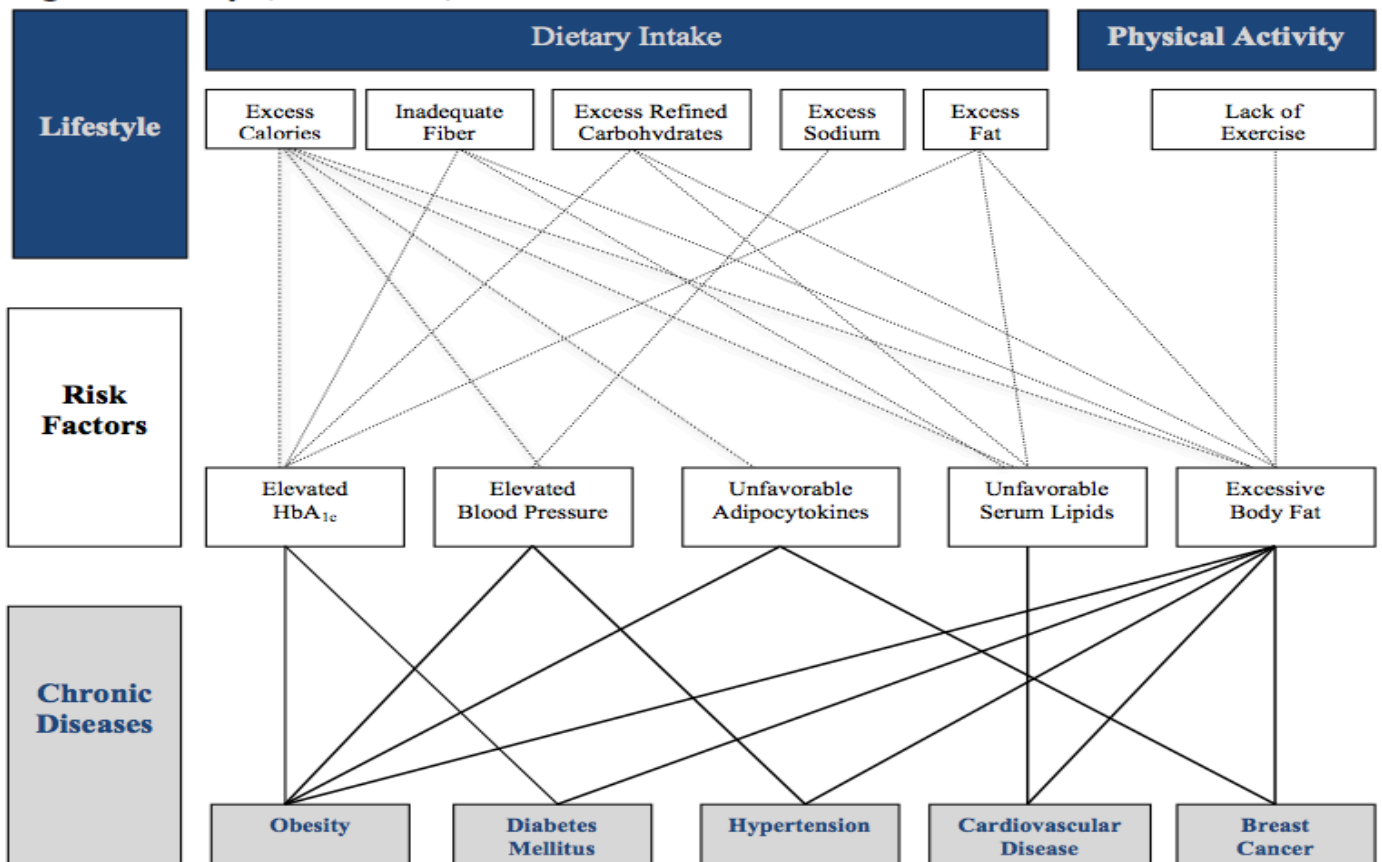 Dietary Intake
Physical Activity
Lifestyle
Excess
Calories
Inadequate
Fiber
Excess Refined
Carbohydrates
Excess
Sodium
Excess
Fat
Lack of
Exercise
Risk
Factors
Elevated
HbA1c
Elevated
Blood Pressure
Unfavorable
Adipocytokines
Unfavorable
Serum Lipids
Excessive
Body Fat
Chronic
Diseases
Obesity
Diabetes
Mellitus
Hypertension
Cardiovascular
Disease
Breast
Cancer